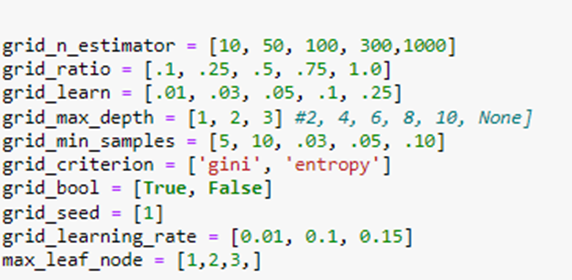 grid_n_estimator = [10, 50, 100, 300,1000]
grid_ratio = [.1, .25, .5, .75, 1.0]
grid_learn = [.01, .03, .05, .1, .25]
grid_max_depth = [1, 2, 3] #2, 4, 6, 8, 10, None]
grid_min_samples = [5, 10, .03, .05, .10]
grid_criterion = ['gini', 'entropy']
grid_bool = [True, False]
grid_seed = [1]
grid_learning_rate = [0.01, 0.1, 0.15]
max_leaf_node = [1,2,3,]